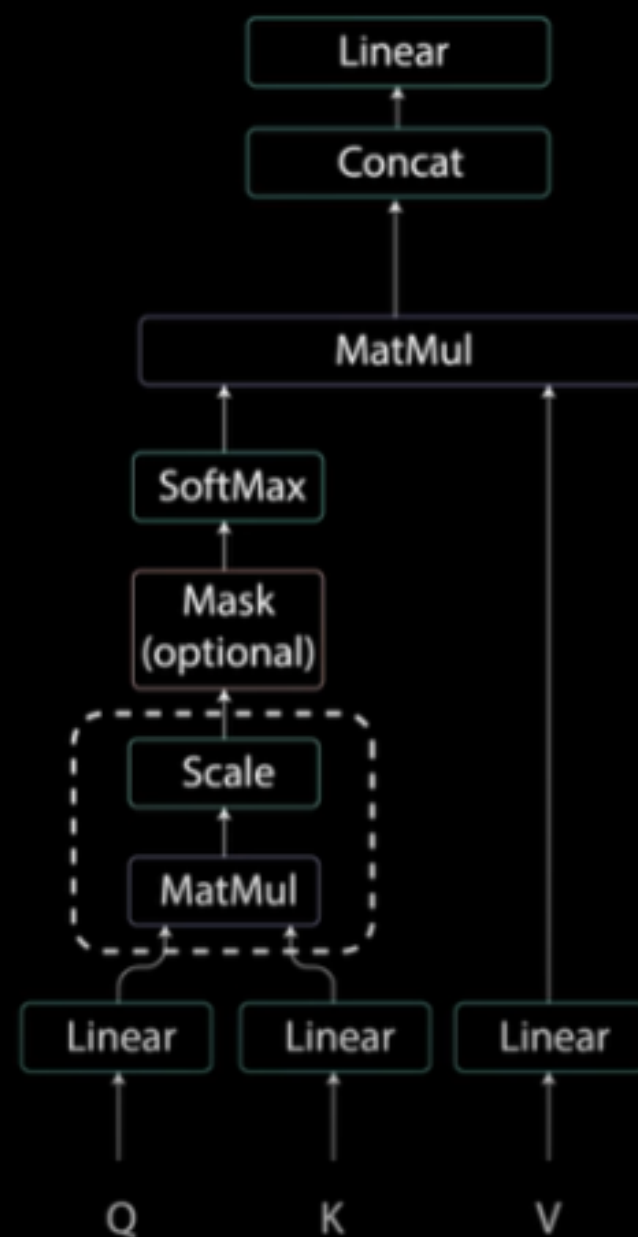 Linear
Concat
MatMul
SoftMax
Mask
(optional)
Scale
MatMul
Linear Linear Linear
Q K V